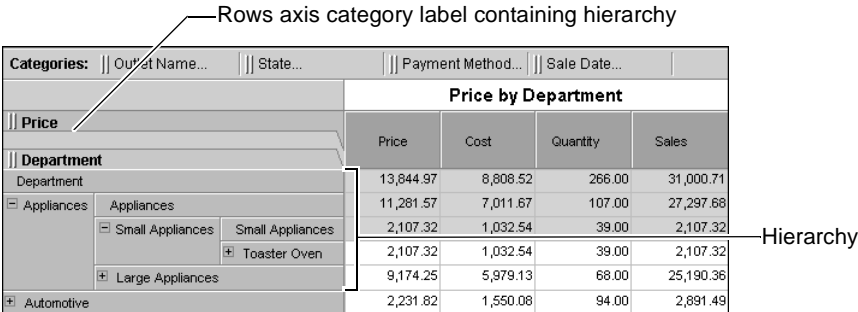 Rows axis category label containing hierarchy
Categories: Outlet Name... State... Payment Method... Sale Date...
Price by Department
Price
Price Cost Quantity Sales
Department
Department 13,844.97 8,808.52 266.00 31,000.71
Appliances Appliances 11,281.57 7,011.67 107.00 27,297.68
Small Appliances Small Appliances 2,107.32 1,032.54 39.00 2,107.32
Hierarchy
Toaster Oven 2,107.32 1,032.54 39.00 2,107.32
Large Appliances 9,174.25 5,979.13 68.00 25,190.36
Automotive 2,231.82 1,550.08 94.00 2,891.49